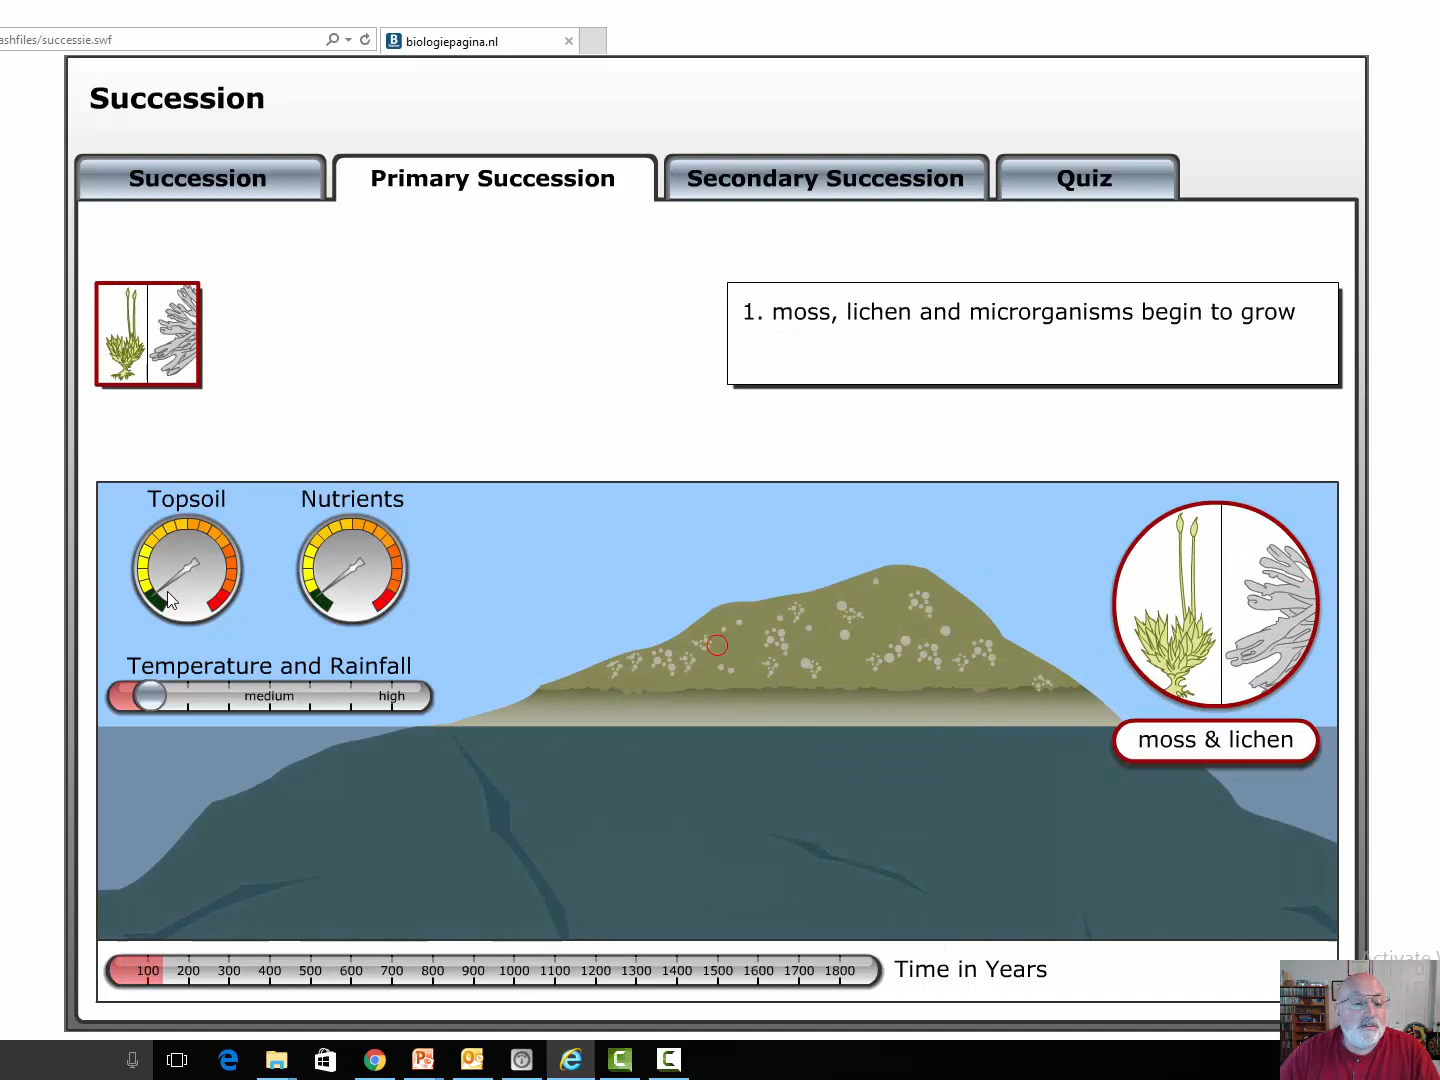 ashfiles/successie.swf
biologiepagina.nl
Succession
Succession
Primary Succession
Secondary Succession
Quiz
1. moss, lichen and microrganisms begin to grow
Topsoil
Nutrients
Temperature and Rainfall
medium
high
moss & lichen
100 200 300 400 500 600 700 800 900 1000 1100 1200 1300 1400 1500 1600 1700 1800
Time in Years
Activate